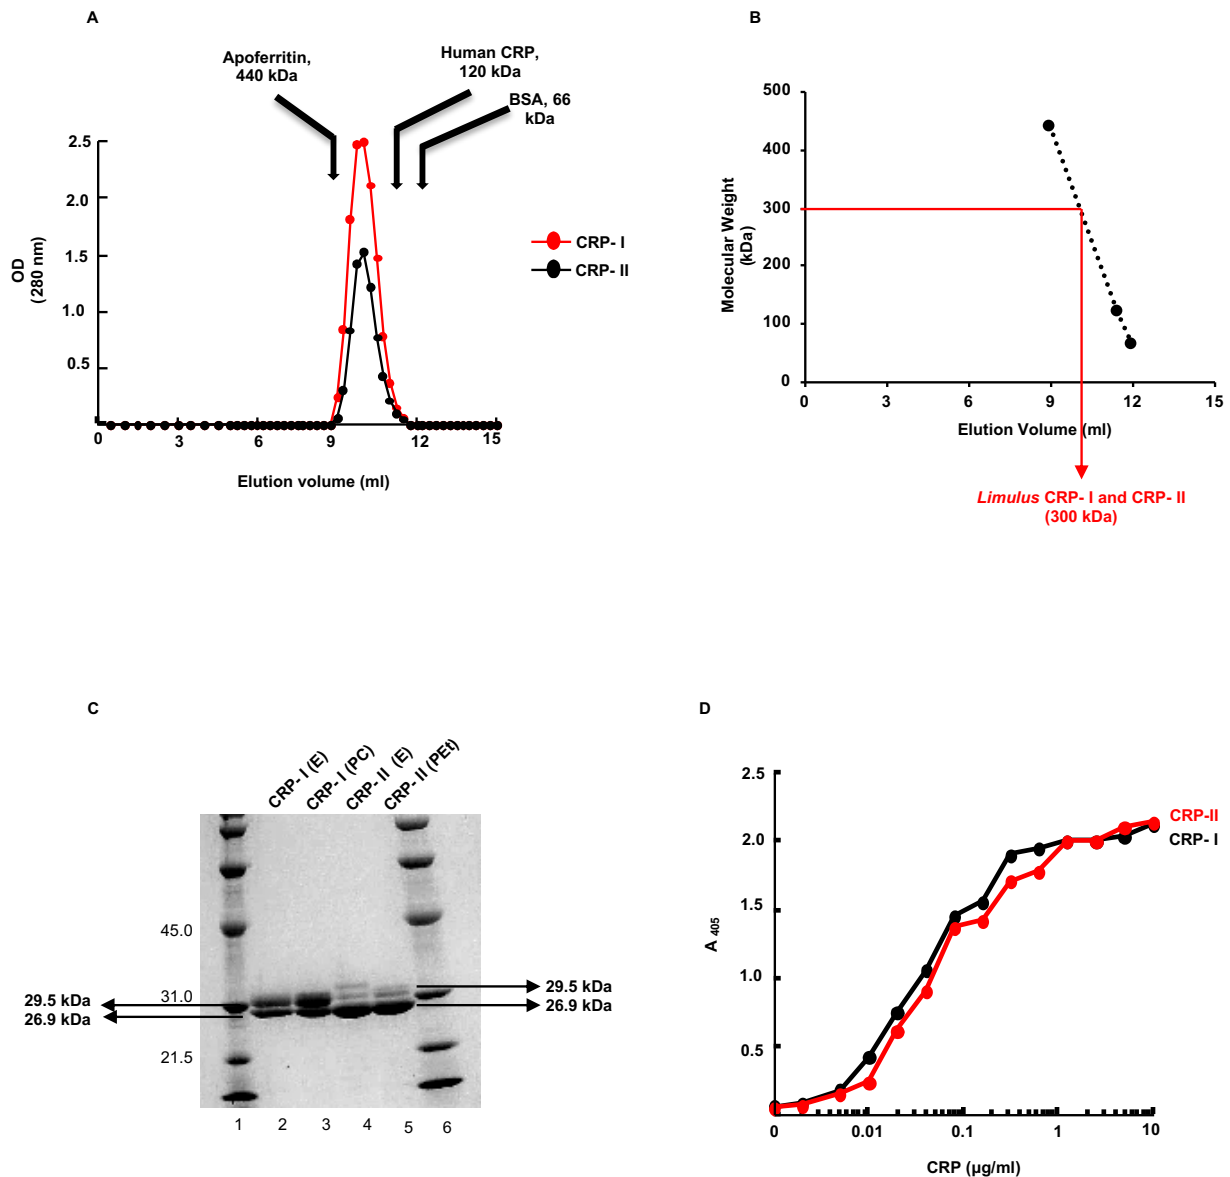 A
Apoferritin,
440 kDa
Human CRP,
120 kDa
BSA, 66
kDa
2.5
2.0
1.5
1.0
0.5
OD
(280 nm)
CRP- I
CRP- II
0 3 6 9 12 15
Elution volume (ml)
B
500
400
300
200
100
0
Molecular Weight
(kDa)
0 3 6 9 12 15
Elution Volume (ml)
Limulus CRP- I and CRP- II
(300 kDa)
C
CRP- I (E)
CRP- I (PC)
CRP- II (E)
CRP- II (PEt)
45.0
31.0
21.5
29.5 kDa
26.9 kDa
29.5 kDa
26.9 kDa
1 2 3 4 5 6
D
2.5
2.0
1.5
1.0
0.5
A 405
CRP-II
CRP- I
0 0.01 0.1 1 10
CRP (µg/ml)